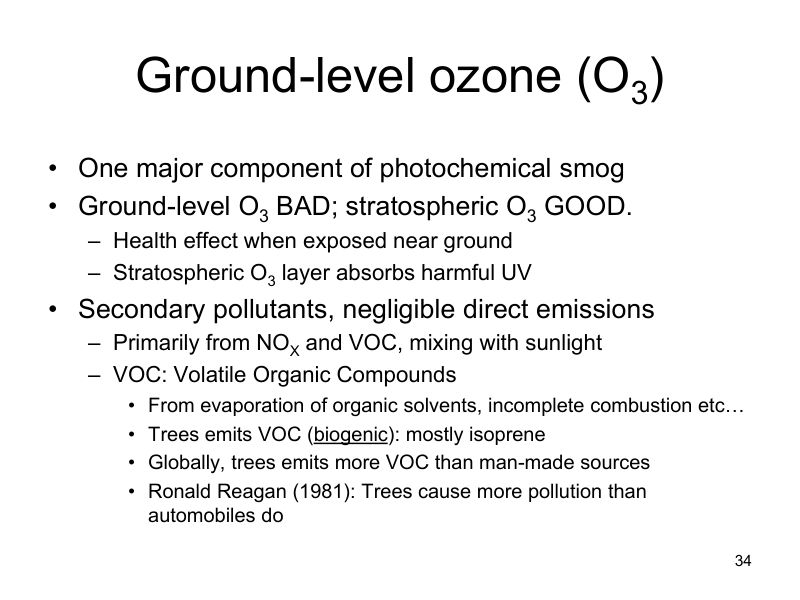 Ground-level ozone (O3)
• One major component of photochemical smog
• Ground-level O3 BAD; stratospheric O3 GOOD.
– Health effect when exposed near ground
– Stratospheric O3 layer absorbs harmful UV
• Secondary pollutants, negligible direct emissions
– Primarily from NOX and VOC, mixing with sunlight
– VOC: Volatile Organic Compounds
• From evaporation of organic solvents, incomplete combustion etc…
• Trees emits VOC (biogenic): mostly isoprene
• Globally, trees emits more VOC than man-made sources
• Ronald Reagan (1981): Trees cause more pollution than
automobiles do
34